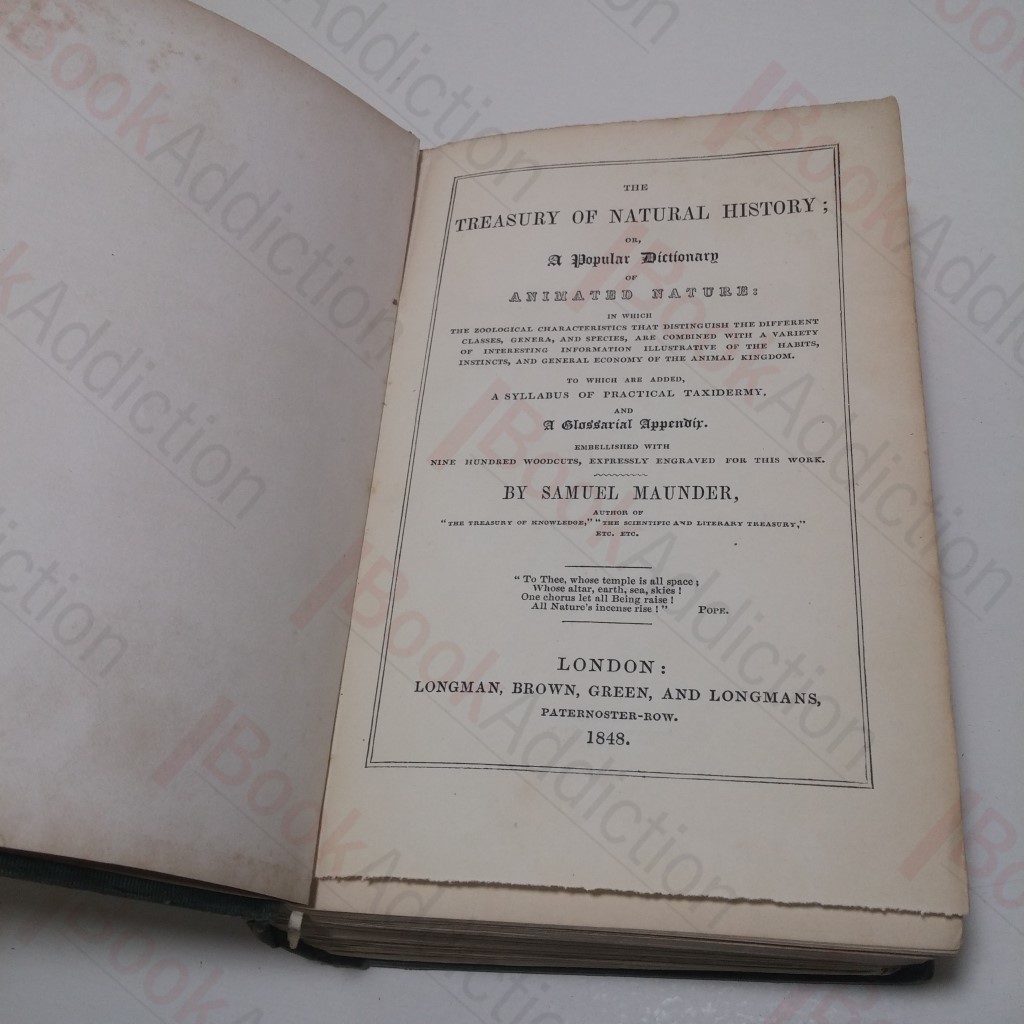 THE
TREASURY OF NATURAL HISTORY;
OR,
A Popular Dictionary
OF
ANIMATED NATURE:
IN WHICH
THE ZOOLOGICAL CHARACTERISTICS THAT DISTINGUISH THE DIFFERENT
CLASSES, GENERA, AND SPECIES, ARE COMBINED WITH A VARIETY
OF INTERESTING INFORMATION ILLUSTRATIVE OF THE HABITS,
INSTINCTS, AND GENERAL ECONOMY OF THE ANIMAL KINGDOM.
TO WHICH ARE ADDED,
A SYLLABUS OF PRACTICAL TAXIDERMY,
AND
A Glossarial Appendix.
EMBELLISHED WITH
NINE HUNDRED WOODCUTS, EXPRESSLY ENGRAVED FOR THIS WORK.
BY SAMUEL MAUNDER,
AUTHOR OF
"THE TREASURY OF KNOWLEDGE," "THE SCIENTIFIC AND LITERARY TREASURY,"
ETC. ETC.
"To Thee, whose temple is all space;
Whose altar, earth, sea, skies!
One chorus let all Being raise!
All Nature's incense rise!" POPE.
LONDON:
LONGMAN, BROWN, GREEN, AND LONGMANS,
PATERNOSTER-ROW.
1848.
BookAddiction